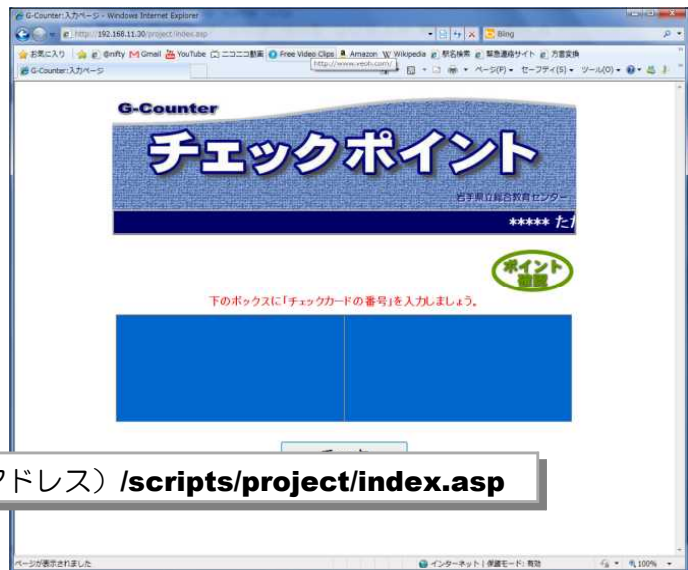 G-Counter:入力ページ - Windows Internet Explorer
http://192.168.11.30/project/index.asp
Bing
お気に入り @nifty Gmail YouTube ニコニコ動画 Free Video Clips Amazon Wikipedia 駅名検索 緊急連絡サイト 方言変換
G-Counter:入力ページ
ページ(P) セーフティ(S) ツール(O)
G-Counter
チェックポイント
岩手県立総合教育センター
***** ただ
ポイント
確認
下のボックスに「チェックカードの番号」を入力しましょう。
アドレス）/scripts/project/index.asp
ページが表示されました
インターネット | 保護モード: 有効
100%